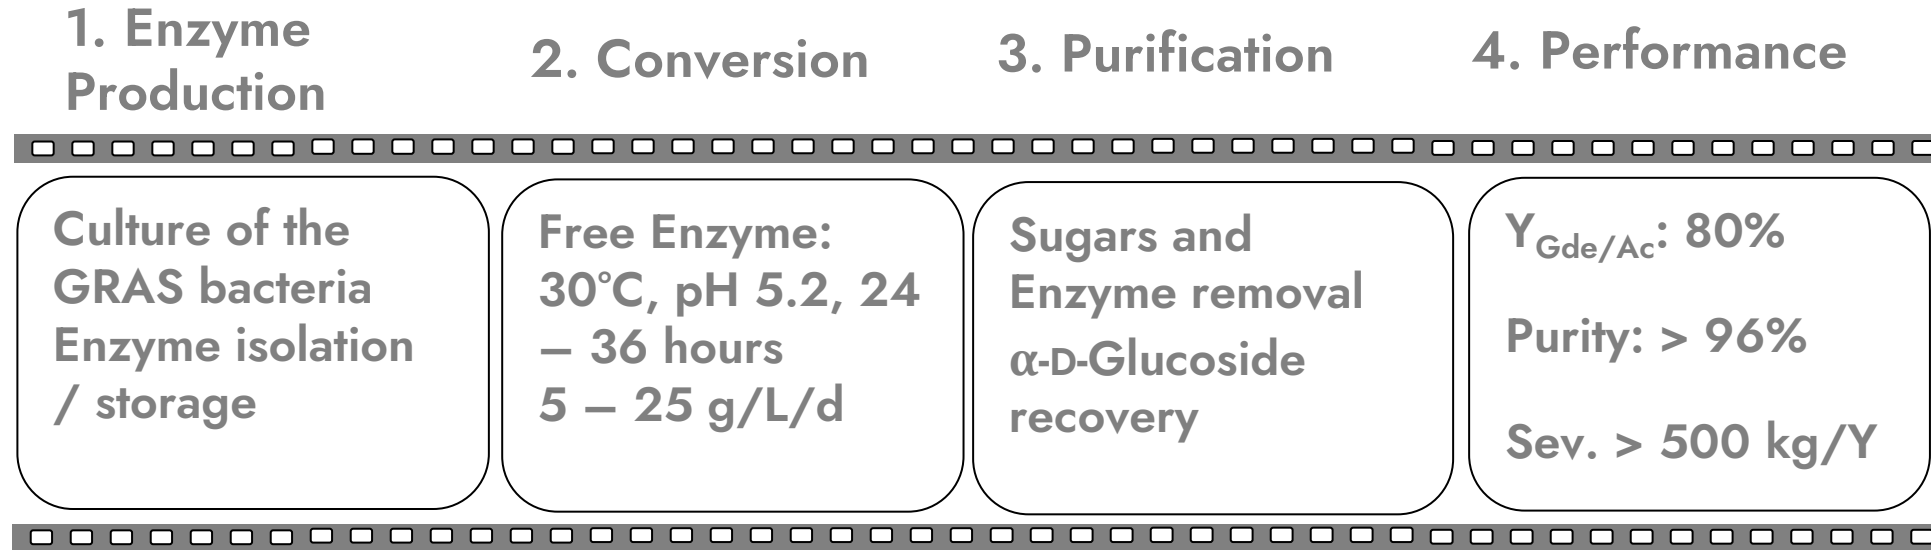 1. Enzyme
Production
2. Conversion
3. Purification
4. Performance
Culture of the
GRAS bacteria
Enzyme isolation
/ storage
Free Enzyme:
30°C, pH 5.2, 24
– 36 hours
5 – 25 g/L/d
Sugars and
Enzyme removal
α-D-Glucoside
recovery
Y_Gde/Ac: 80%
Purity: > 96%
Sev. > 500 kg/Y